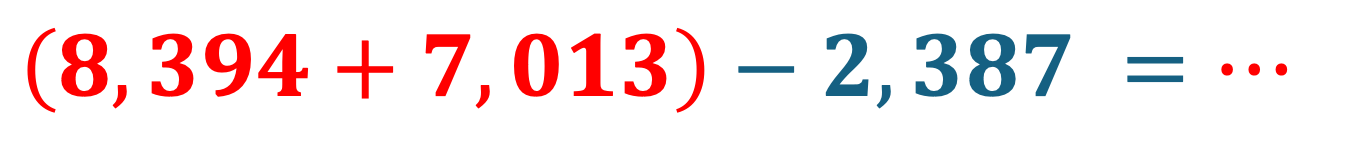 (8,394 + 7,013) − 2,387 = ⋯